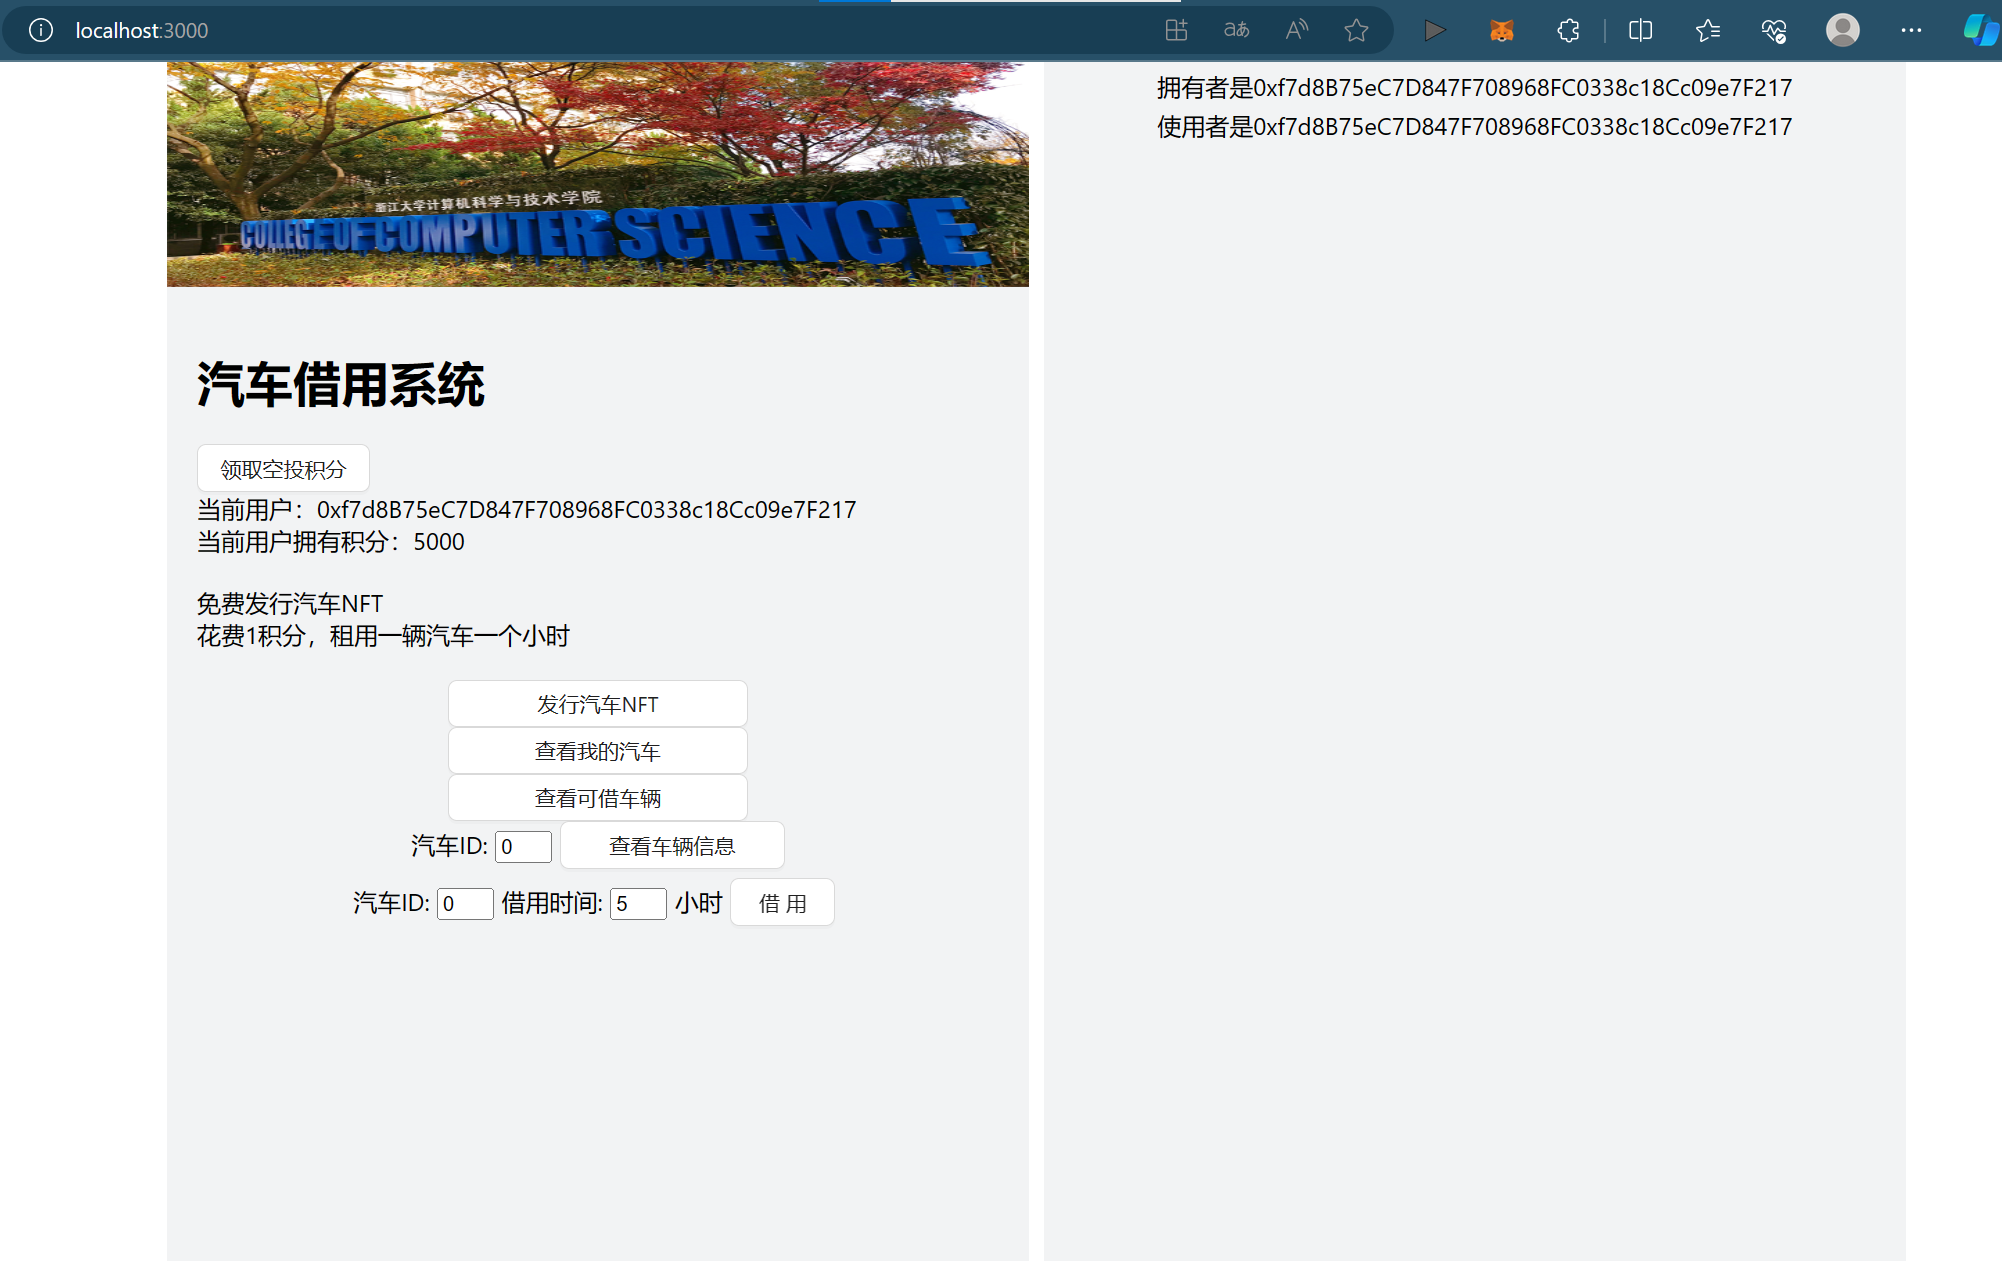 localhost:3000
浙江大学计算机科学与技术学院
COLLEGE OF COMPUTER SCIENCE
汽车借用系统
领取空投积分
当前用户：0xf7d8B75eC7D847F708968FC0338c18Cc09e7F217
当前用户拥有积分：5000
免费发行汽车NFT
花费1积分，租用一辆汽车一个小时
发行汽车NFT
查看我的汽车
查看可借车辆
汽车ID: 0 查看车辆信息
汽车ID: 0 借用时间: 5 小时 借 用
拥有者是0xf7d8B75eC7D847F708968FC0338c18Cc09e7F217
使用者是0xf7d8B75eC7D847F708968FC0338c18Cc09e7F217